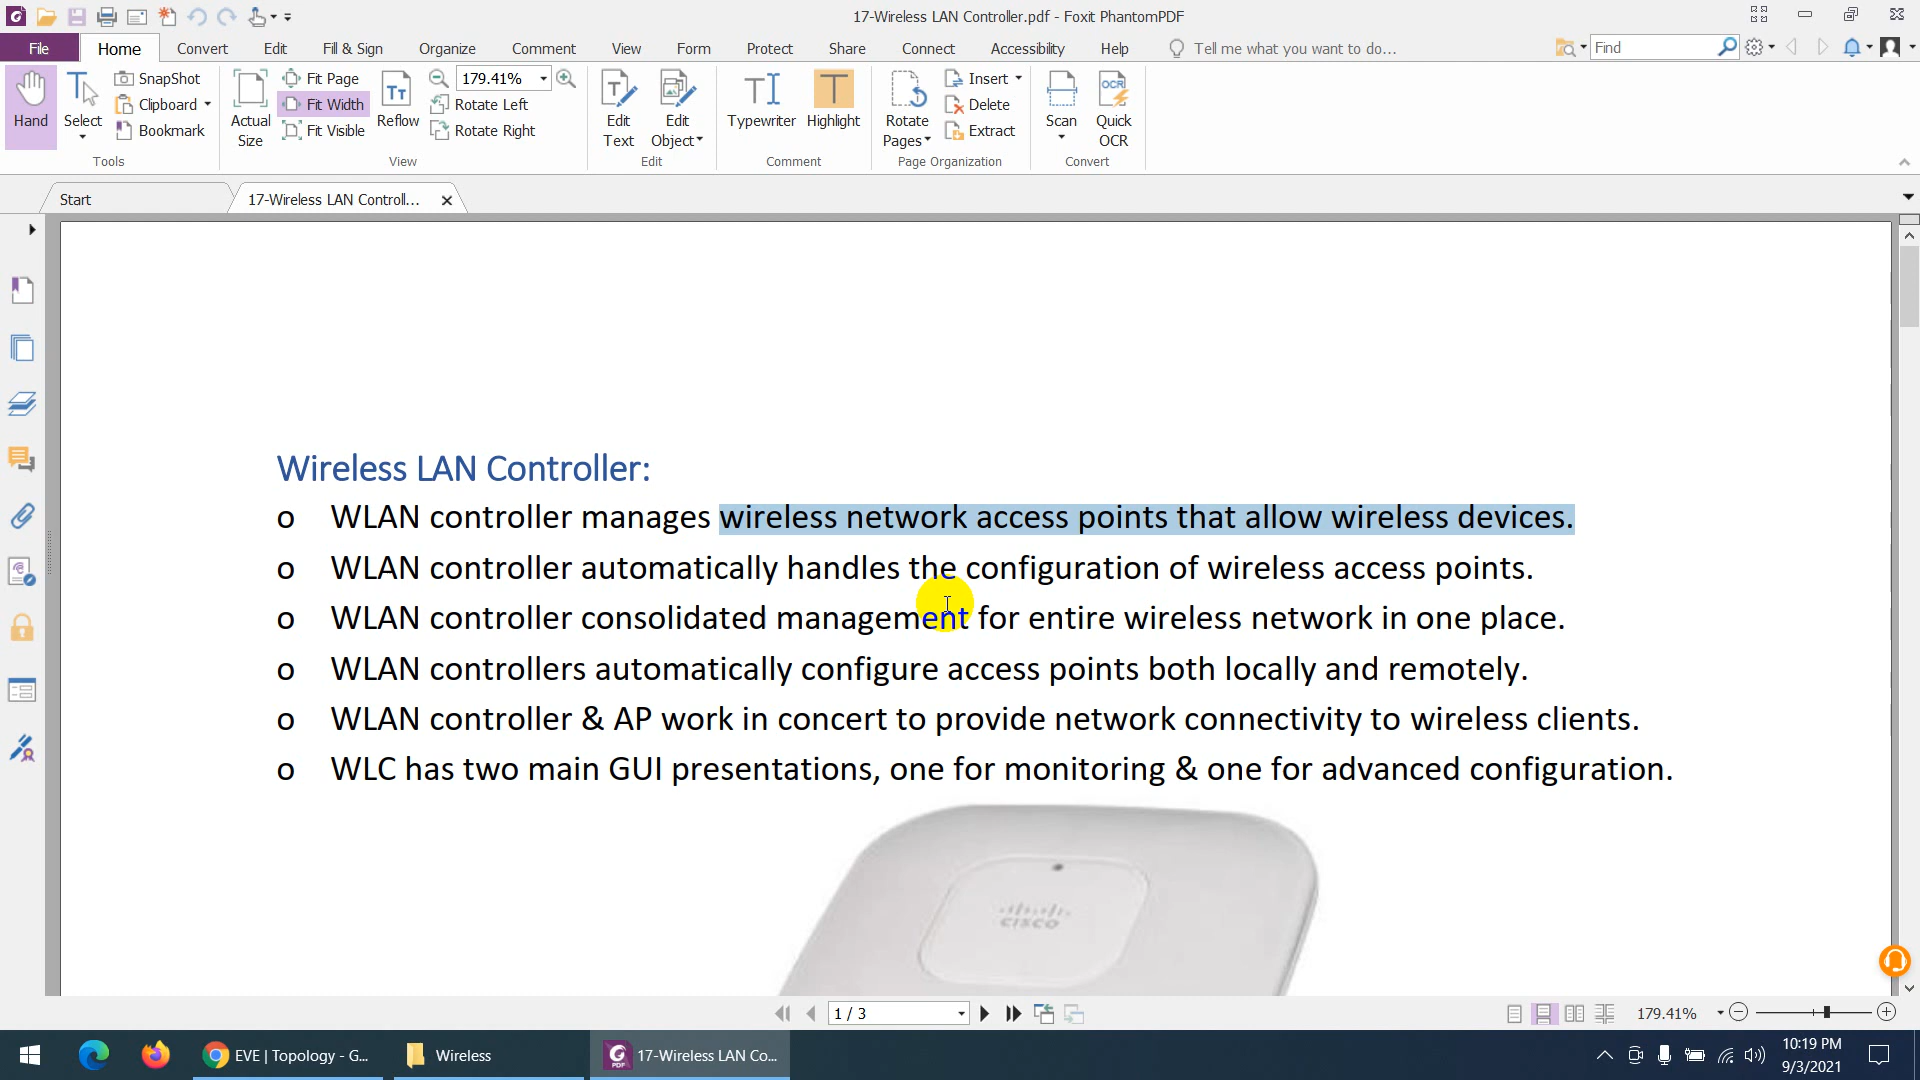 17-Wireless LAN Controller.pdf - Foxit PhantomPDF
File Home Convert Edit Fill & Sign Organize Comment View Form Protect Share Connect Accessibility Help Tell me what you want to do... Find
Hand
Select
SnapShot
Clipboard
Bookmark
Tools
Actual Size
Fit Page
Fit Width
Fit Visible
Reflow
179.41%
Rotate Left
Rotate Right
View
Edit Text
Edit Object
Edit
Typewriter
Highlight
Comment
Rotate Pages
Insert
Delete
Extract
Page Organization
Scan
OCR
Quick OCR
Convert
Start
17-Wireless LAN Controll...
Wireless LAN Controller:
o WLAN controller manages wireless network access points that allow wireless devices.
o WLAN controller automatically handles the configuration of wireless access points.
o WLAN controller consolidated management for entire wireless network in one place.
o WLAN controllers automatically configure access points both locally and remotely.
o WLAN controller & AP work in concert to provide network connectivity to wireless clients.
o WLC has two main GUI presentations, one for monitoring & one for advanced configuration.
CISCO
1 / 3
179.41%
EVE | Topology - G...
Wireless
PDF
17-Wireless LAN Co...
10:19 PM
9/3/2021